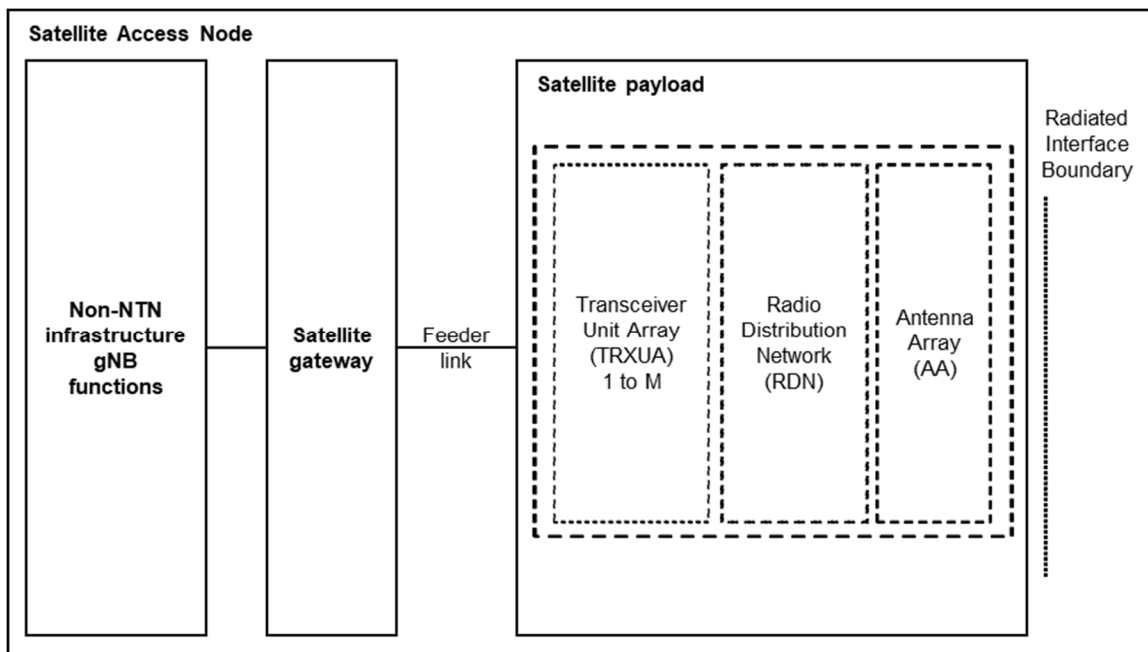 Satellite Access Node
Non-NTN
infrastructure
gNB
functions
Satellite
gateway
Feeder
link
Satellite payload
Transceiver
Unit Array
(TRXUA)
1 to M
Radio
Distribution
Network
(RDN)
Antenna
Array
(AA)
Radiated
Interface
Boundary